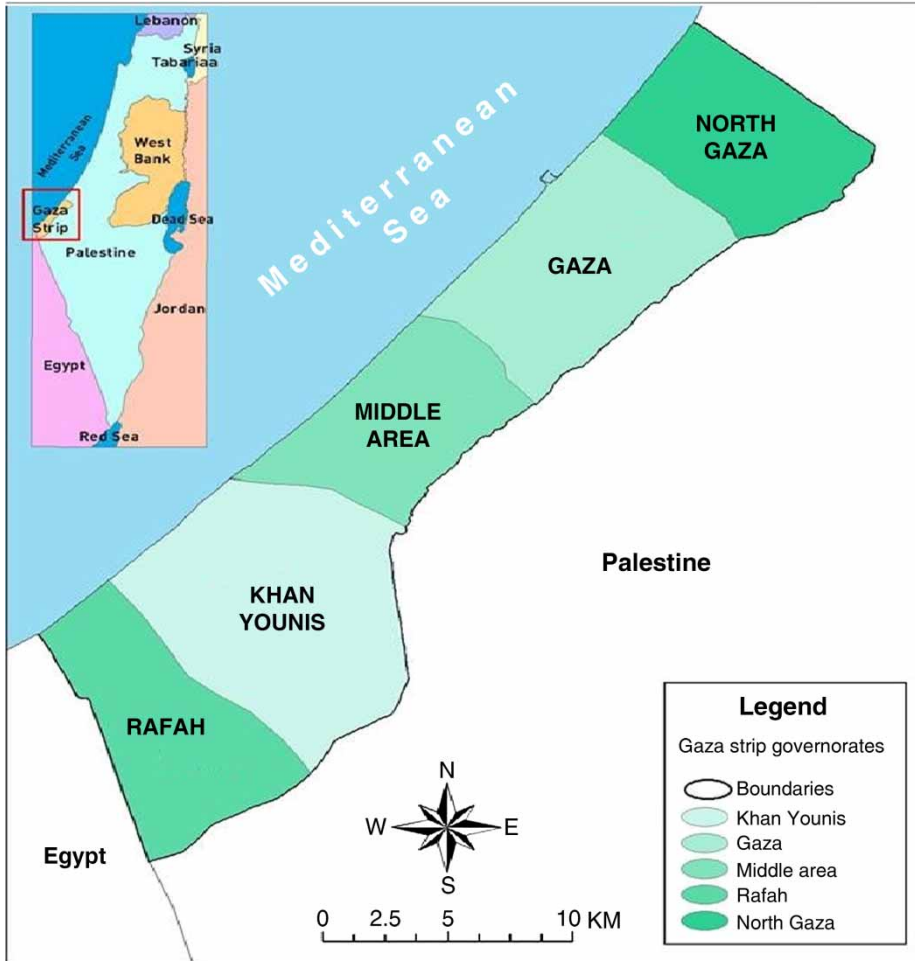 Lebanon
Syria
Tabariaa
Mediterranean
Sea
West
Bank
Gaza
Strip
Dead Sea
Palestine
Jordan
Egypt
Red Sea
Mediterranean
Sea
NORTH
GAZA
GAZA
MIDDLE
AREA
KHAN
YOUNIS
RAFAH
Palestine
Egypt
N
W
E
S
0 2.5 5 10 KM
Legend
Gaza strip governorates
Boundaries
Khan Younis
Gaza
Middle area
Rafah
North Gaza